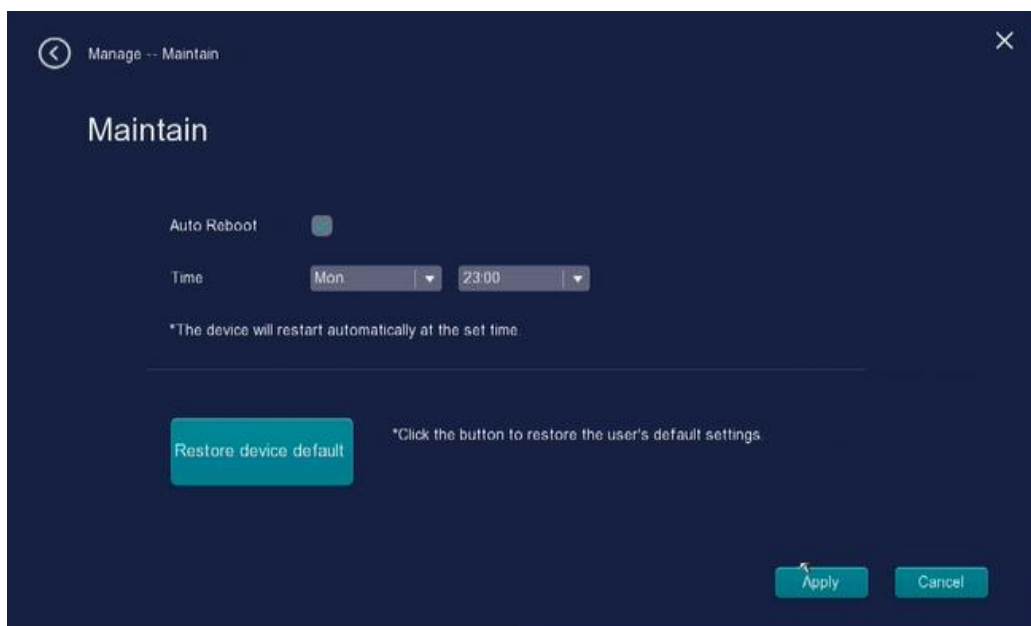 Manage -- Maintain
Maintain
Auto Reboot
Time Mon. 23:00
*The device will restart automatically at the set time.
Restore device default
*Click the button to restore the user's default settings.
Apply Cancel